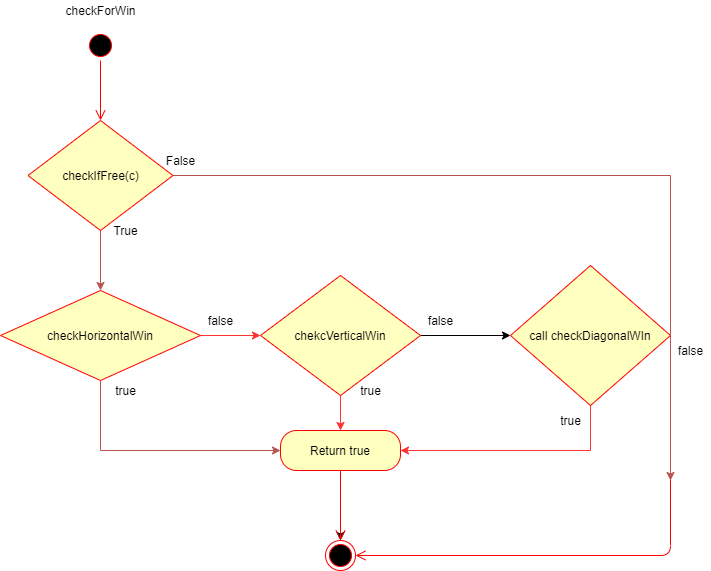 checkForWin
False
checkIfFree(c)
True
false
false
checkHorizontalWin
chekcVerticalWin
call checkDiagonalWIn
false
true
true
true
Return true